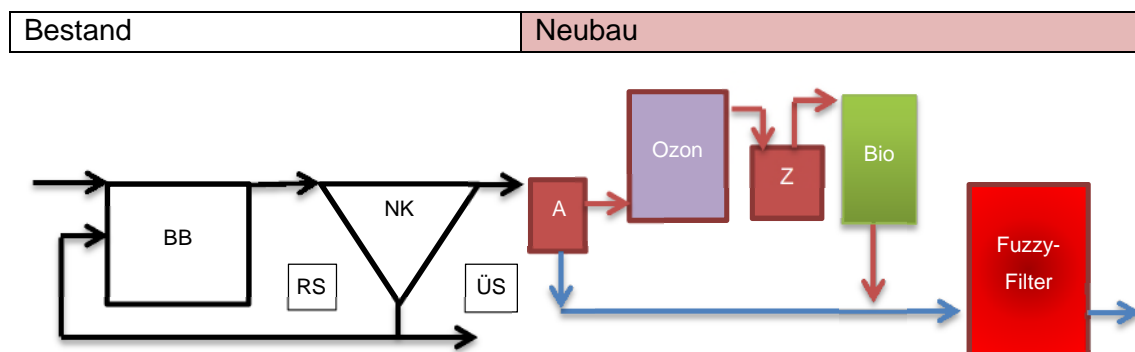 Bestand
Neubau
Ozon
Bio
Z
A
NK
BB
RS
ÜS
Fuzzy-
Filter